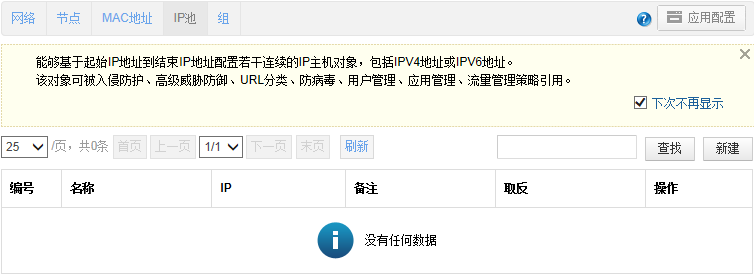 网络 节点 MAC地址 IP池 组 应用配置
能够基于起始IP地址到结束IP地址配置若干连续的IP主机对象，包括IPV4地址或IPV6地址。
该对象可被入侵防护、高级威胁防御、URL分类、防病毒、用户管理、应用管理、流量管理策略引用。
下次不再显示
25 /页，共0条 首页 上一页 1/1 下一页 末页 刷新 查找 新建
编号 名称 IP 备注 取反 操作
没有任何数据